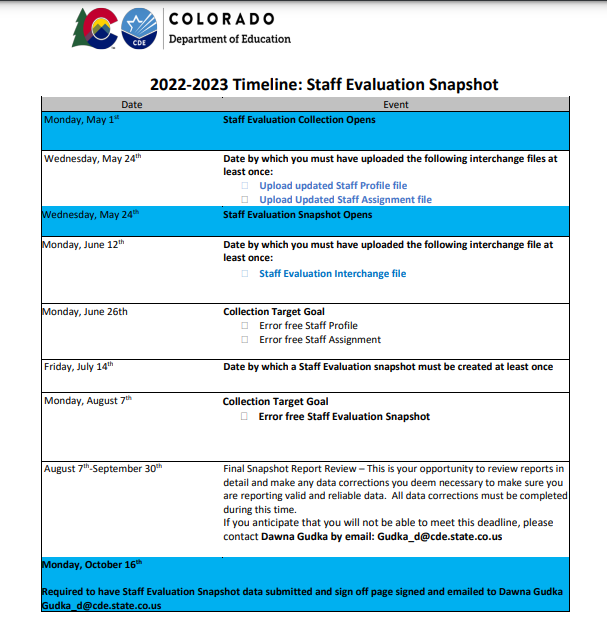 COLORADO
Department of Education
CDE
2022-2023 Timeline: Staff Evaluation Snapshot
Date Event
Monday, May 1st Staff Evaluation Collection Opens
Wednesday, May 24th Date by which you must have uploaded the following interchange files at
least once:
Upload updated Staff Profile file
Upload Updated Staff Assignment file
Wednesday, May 24th Staff Evaluation Snapshot Opens
Monday, June 12th Date by which you must have uploaded the following interchange file at
least once:
Staff Evaluation Interchange file
Monday, June 26th Collection Target Goal
Error free Staff Profile
Error free Staff Assignment
Friday, July 14th Date by which a Staff Evaluation snapshot must be created at least once
Monday, August 7th Collection Target Goal
Error free Staff Evaluation Snapshot
August 7th-September 30th Final Snapshot Report Review – This is your opportunity to review reports in
detail and make any data corrections you deem necessary to make sure you
are reporting valid and reliable data. All data corrections must be completed
during this time.
If you anticipate that you will not be able to meet this deadline, please
contact Dawna Gudka by email: Gudka_d@cde.state.co.us
Monday, October 16th
Required to have Staff Evaluation Snapshot data submitted and sign off page signed and emailed to Dawna Gudka
Gudka_d@cde.state.co.us